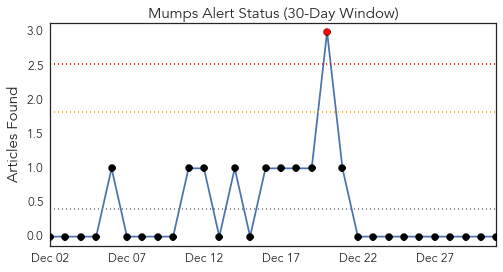 Mumps Alert Status (30-Day Window)
Articles Found
3.0
2.5
2.0
1.5
1.0
0.5
0.0
Dec 02 Dec 07 Dec 12 Dec 17 Dec 22 Dec 27